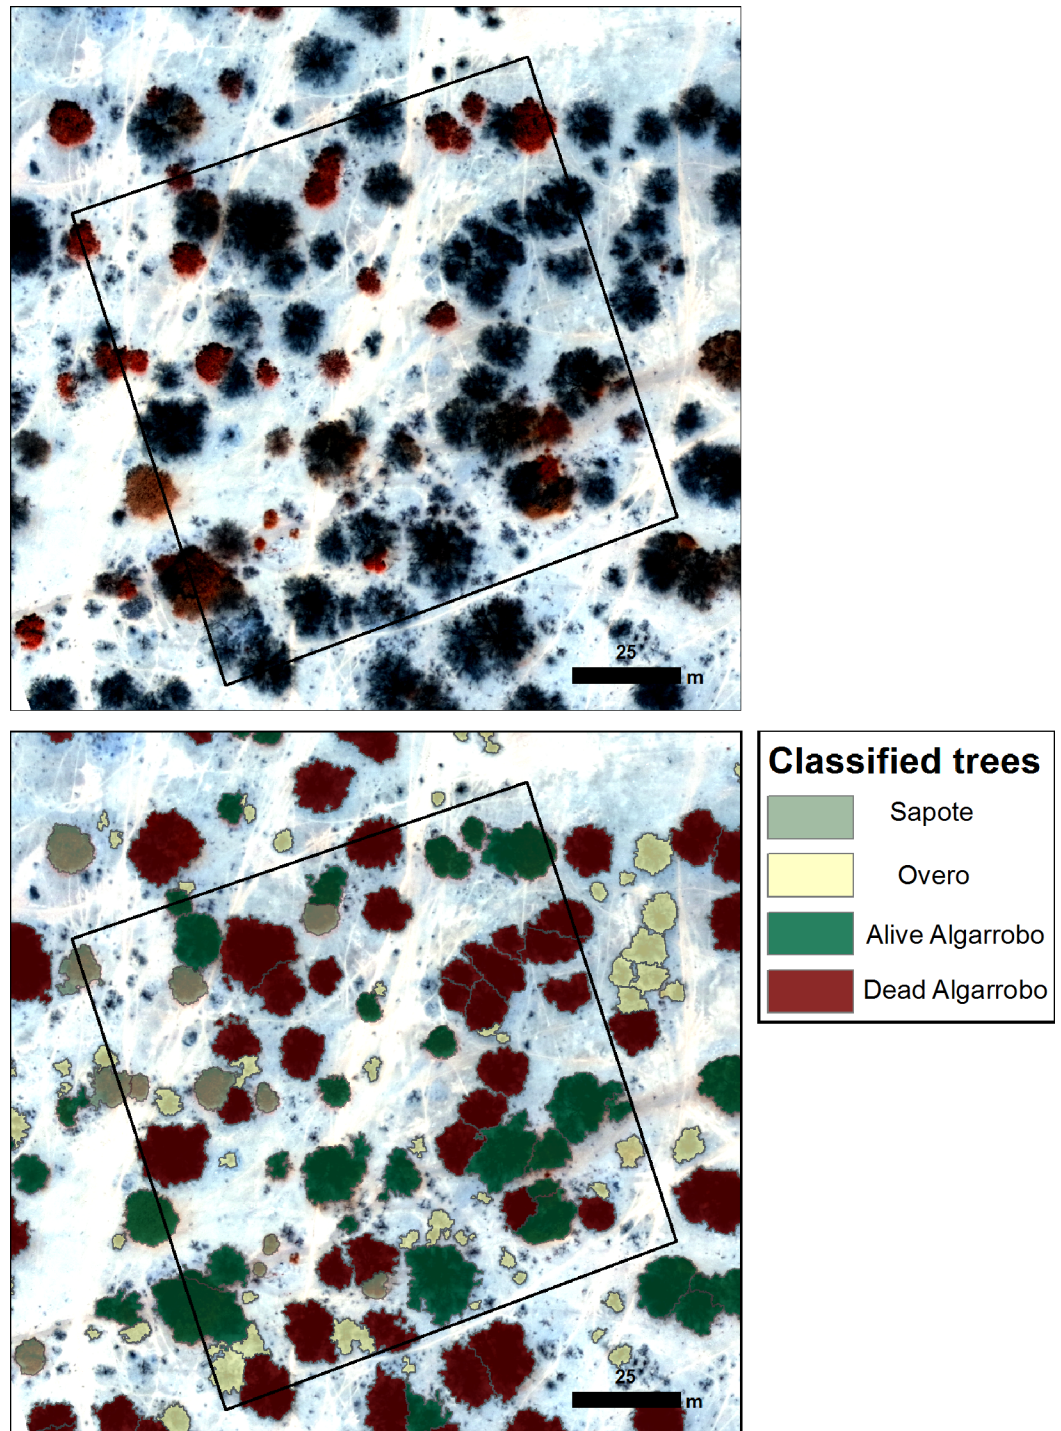 25
m
Classified trees
Sapote
Overo
Alive Algarrobo
Dead Algarrobo
25
m